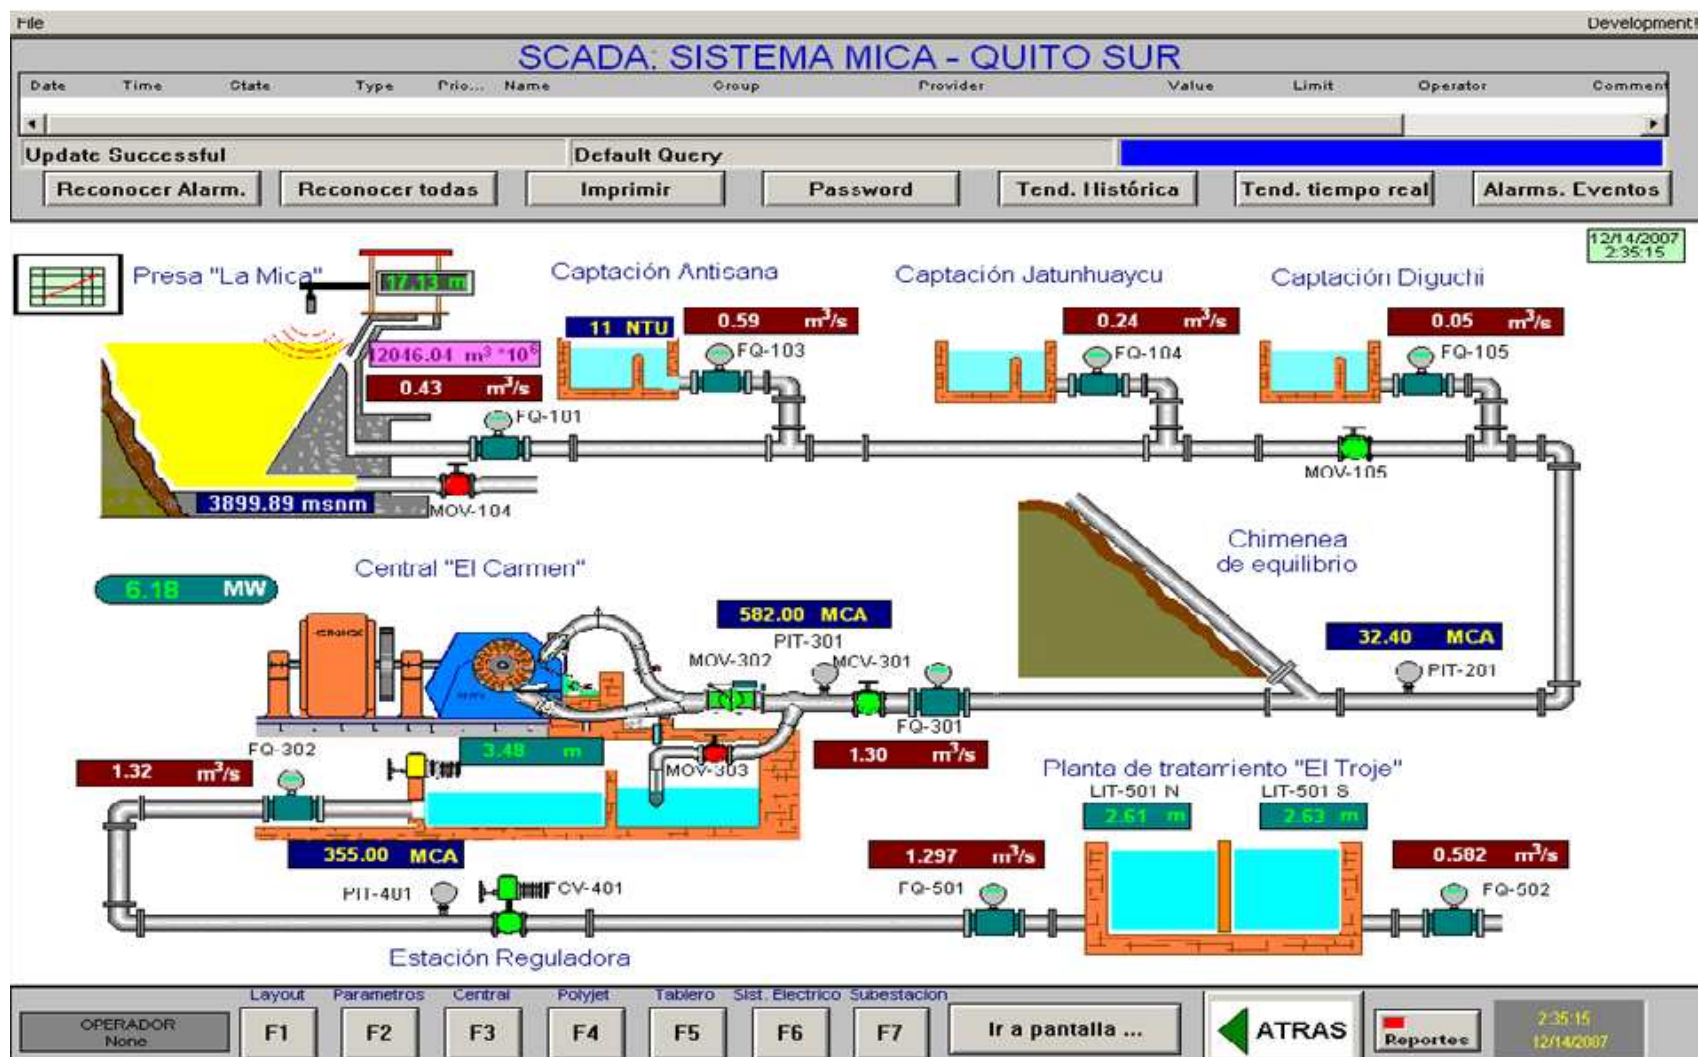 File Development!
SCADA: SISTEMA MICA - QUITO SUR
Date Time State Type Prio... Name Group Provider Value Limit Operator Comment
Update Successful Default Query
Reconocer Alarm. Reconocer todas Imprimir Password Tend. Histórica Tend. tiempo real Alarms. Eventos
12/14/2007
2:35:15
Presa "La Mica" Captación Antisana Captación Jatunhuaycu Captación Diguchi
17.13 m
11 NTU 0.59 m³/s 0.24 m³/s 0.05 m³/s
12046.04 m³ *10⁶ FQ-103 FQ-104 FQ-105
0.43 m³/s
FQ-101
MOV-105
3899.89 msnm MOV-104
Chimenea
de equilibrio
Central "El Carmen"
6.18 MW
582.00 MCA
PIT-301
32.40 MCA
MOV-302 MCV-301 PIT-201
FQ-301
FQ-302 3.48 m
1.32 m³/s MOV-303 1.30 m³/s
Planta de tratamiento "El Troje"
LIT-501 N LIT-501 S
2.61 m 2.63 m
355.00 MCA 1.297 m³/s 0.582 m³/s
PIT-401 FCV-401 FQ-501 FQ-502
Estación Reguladora
Layout Parametros Central Polyjet Tablero Sist. Electrico Subestacion
OPERADOR
None
F1 F2 F3 F4 F5 F6 F7 Ir a pantalla ... ATRAS Reportes
2:35:15
12/14/2007